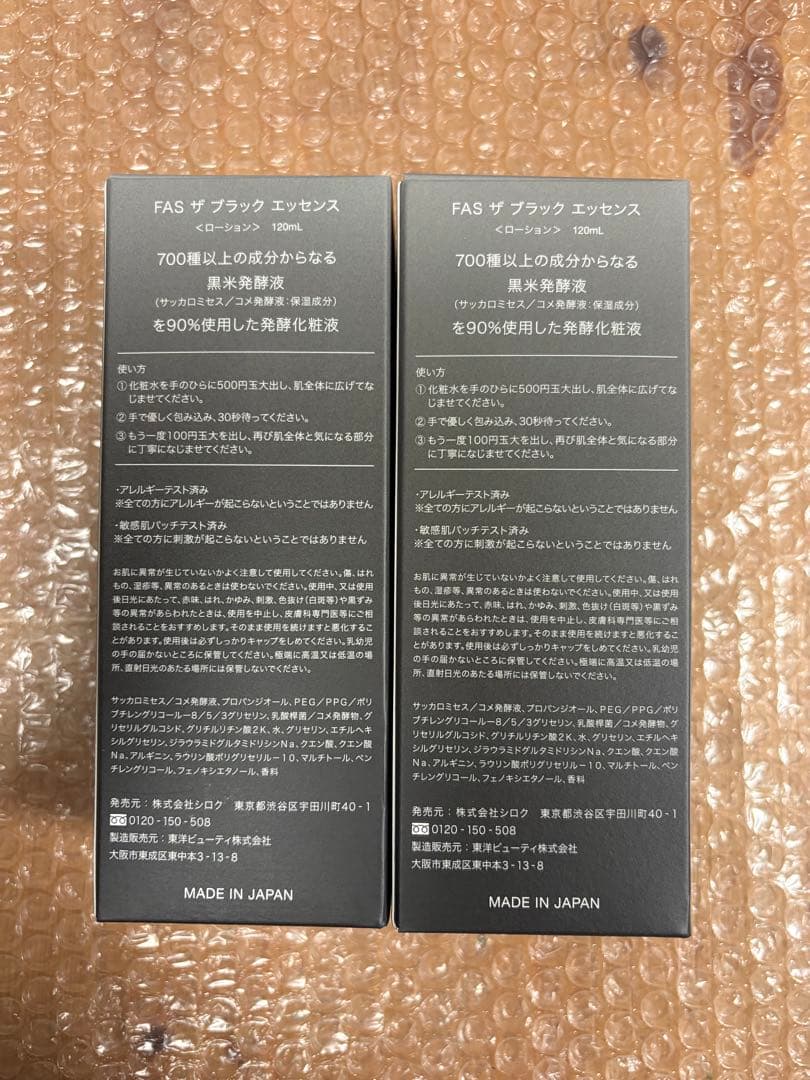 FAS ザ ブラック エッセンス
＜ローション＞ 120mL
700種以上の成分からなる
黒米発酵液
(サッカロミセス／コメ発酵液：保湿成分)
を90%使用した発酵化粧液
使い方
① 化粧水を手のひらに500円玉大出し、肌全体に広げてな
じませてください。
② 手で優しく包み込み、30秒待ってください。
③ もう一度100円玉大を出し、再び肌全体と気になる部分
に丁寧になじませてください。
・アレルギーテスト済み
※全ての方にアレルギーが起こらないということではありません
・敏感肌パッチテスト済み
※全ての方に刺激が起こらないということではありません
お肌に異常が生じていないかよく注意して使用してください。傷、はれ
もの、湿疹等、異常のあるときは使わないでください。使用中、又は使用
後日光にあたって、赤味、はれ、かゆみ、刺激、色抜け(白斑等)や黒ずみ
等の異常があらわれたときは、使用を中止し、皮膚科専門医等にご相
談されることをおすすめします。そのまま使用を続けますと悪化するこ
とがあります。使用後は必ずしっかりキャップをしめてください。乳幼児
の手の届かないところに保管してください。極端に高温又は低温の場
所、直射日光のあたる場所には保管しないでください。
サッカロミセス／コメ発酵液、プロパンジオール、PEG／PPG／ポリ
ブチレングリコール－８／５／３グリセリン、乳酸桿菌／コメ発酵物、グ
リセリルグルコシド、グリチルリチン酸２K、水、グリセリン、エチルヘキ
シルグリセリン、ジラウラミドグルタミドリシンNa、クエン酸、クエン酸
Na、アルギニン、ラウリン酸ポリグリセリル－１０、マルチトール、ペン
チレングリコール、フェノキシエタノール、香料
発売元：株式会社シロク 東京都渋谷区宇田川町40-1
0120-150-508
製造販売元：東洋ビューティ株式会社
大阪市東成区東中本3-13-8
MADE IN JAPAN
FAS ザ ブラック エッセンス
＜ローション＞ 120mL
700種以上の成分からなる
黒米発酵液
(サッカロミセス／コメ発酵液：保湿成分)
を90%使用した発酵化粧液
使い方
① 化粧水を手のひらに500円玉大出し、肌全体に広げてな
じませてください。
② 手で優しく包み込み、30秒待ってください。
③ もう一度100円玉大を出し、再び肌全体と気になる部分
に丁寧になじませてください。
・アレルギーテスト済み
※全ての方にアレルギーが起こらないということではありません
・敏感肌パッチテスト済み
※全ての方に刺激が起こらないということではありません
お肌に異常が生じていないかよく注意して使用してください。傷、はれ
もの、湿疹等、異常のあるときは使わないでください。使用中、又は使用
後日光にあたって、赤味、はれ、かゆみ、刺激、色抜け(白斑等)や黒ずみ
等の異常があらわれたときは、使用を中止し、皮膚科専門医等にご相
談されることをおすすめします。そのまま使用を続けますと悪化するこ
とがあります。使用後は必ずしっかりキャップをしめてください。乳幼児
の手の届かないところに保管してください。極端に高温又は低温の場
所、直射日光のあたる場所には保管しないでください。
サッカロミセス／コメ発酵液、プロパンジオール、PEG／PPG／ポリ
ブチレングリコール－８／５／３グリセリン、乳酸桿菌／コメ発酵物、グ
リセリルグルコシド、グリチルリチン酸２K、水、グリセリン、エチルヘキ
シルグリセリン、ジラウラミドグルタミドリシンNa、クエン酸、クエン酸
Na、アルギニン、ラウリン酸ポリグリセリル－１０、マルチトール、ペン
チレングリコール、フェノキシエタノール、香料
発売元：株式会社シロク 東京都渋谷区宇田川町40-1
0120-150-508
製造販売元：東洋ビューティ株式会社
大阪市東成区東中本3-13-8
MADE IN JAPAN